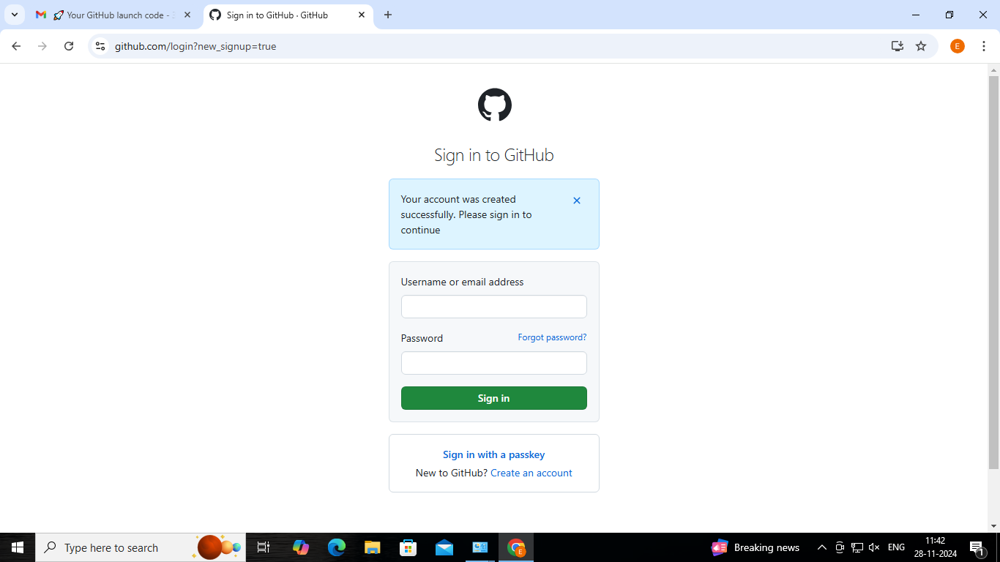 Your GitHub launch code -
Sign in to GitHub · GitHub
github.com/login?new_signup=true
E
Sign in to GitHub
Your account was created
successfully. Please sign in to
continue
Username or email address
Password
Forgot password?
Sign in
Sign in with a passkey
New to GitHub? Create an account
Type here to search
E
Breaking news
ENG
11:42
28-11-2024
1